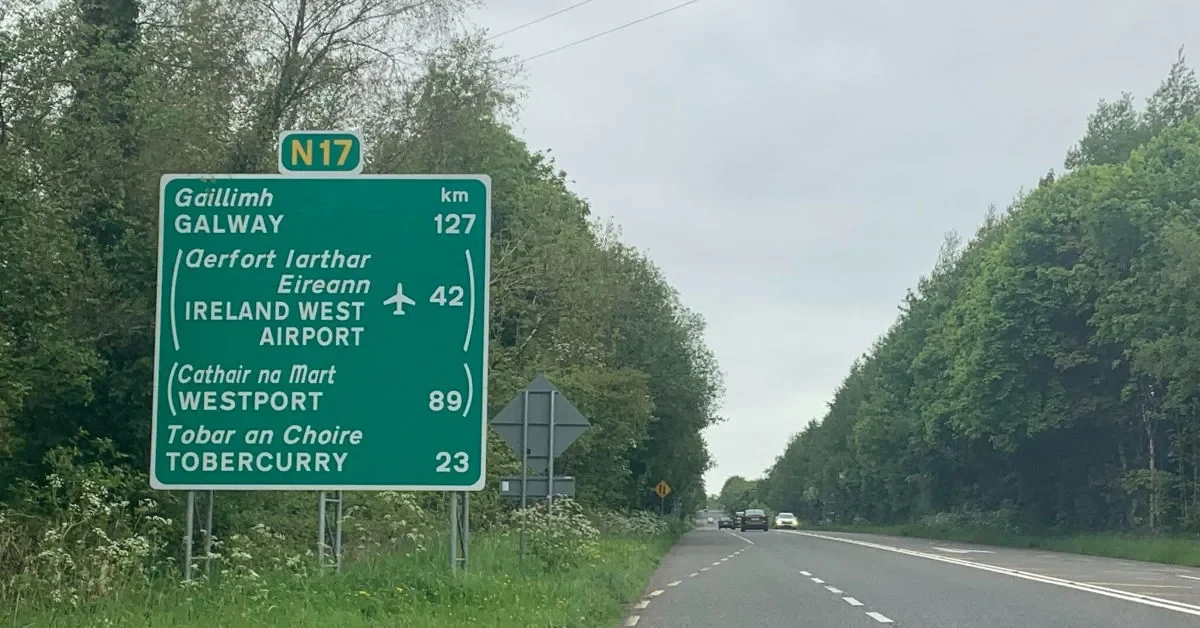 N17
Gaillimh km
GALWAY 127
(Aerfort Iarthar
Eireann
IRELAND WEST 42)
AIRPORT
(Cathair na Mart
WESTPORT 89)
Tobar an Choire
TOBERCURRY 23